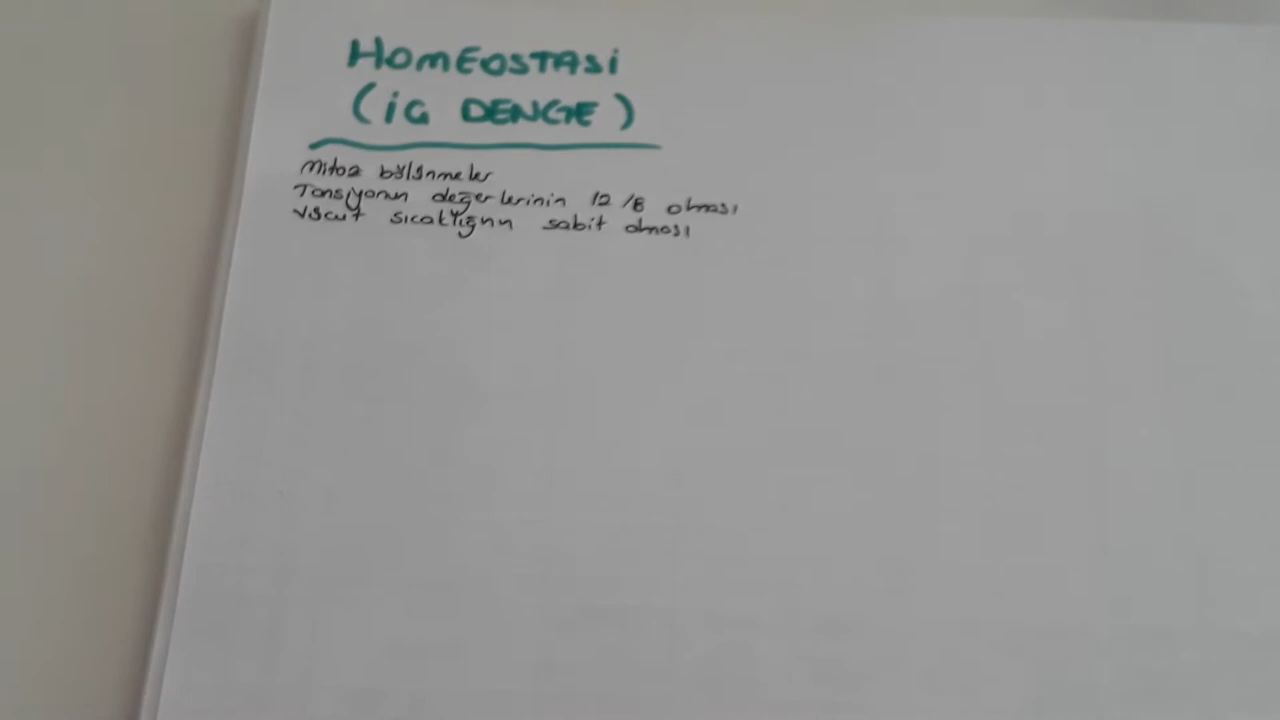 HOMEOSTASİ
(İÇ DENGE)
Mitoz bölünmeler
Tansiyonun değerlerinin 12/8 olması
Vücut sıcaklığının sabit olması